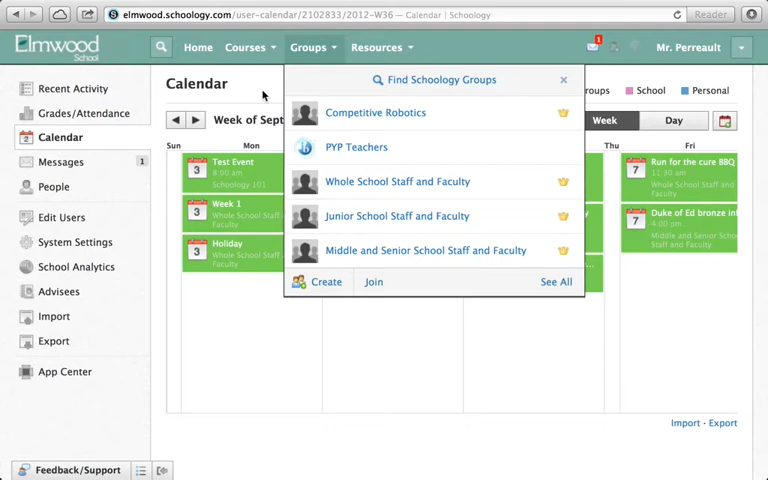 elmwood.schoology.com/user-calendar/2102833/2012-W36 — Calendar | Schoology
Reader
Elmwood
School
Home
Courses
Groups
Resources
1
Mr. Perreault
Recent Activity
Grades/Attendance
2
Calendar
Messages
1
People
Edit Users
System Settings
School Analytics
Advisees
Import
Export
App Center
Calendar
Find Schoology Groups
Competitive Robotics
PYP Teachers
Whole School Staff and Faculty
Junior School Staff and Faculty
Middle and Senior School Staff and Faculty
Create
Join
See All
roups
School
Personal
Week of Sept
Week
Day
Sun
Mon
Thu
Fri
3
Test Event
8:00 am
Schoology 101
3
Week 1
Whole School Staff
Faculty
3
Holiday
Whole School Staff
Faculty
7
Run for the cure BBQ
11:30 am
Whole School Staff and
Faculty
7
Duke of Ed bronze inf
4:00 pm
Middle and Senior Schoo
Staff and Faculty
Import · Export
Feedback/Support